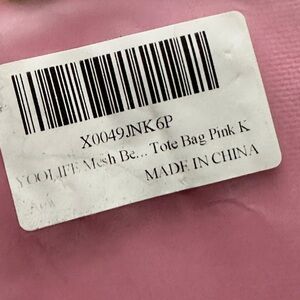 X0049JNK6P
YOOLIFE Mesh Be... Tote Bag Pink K
MADE IN CHINA